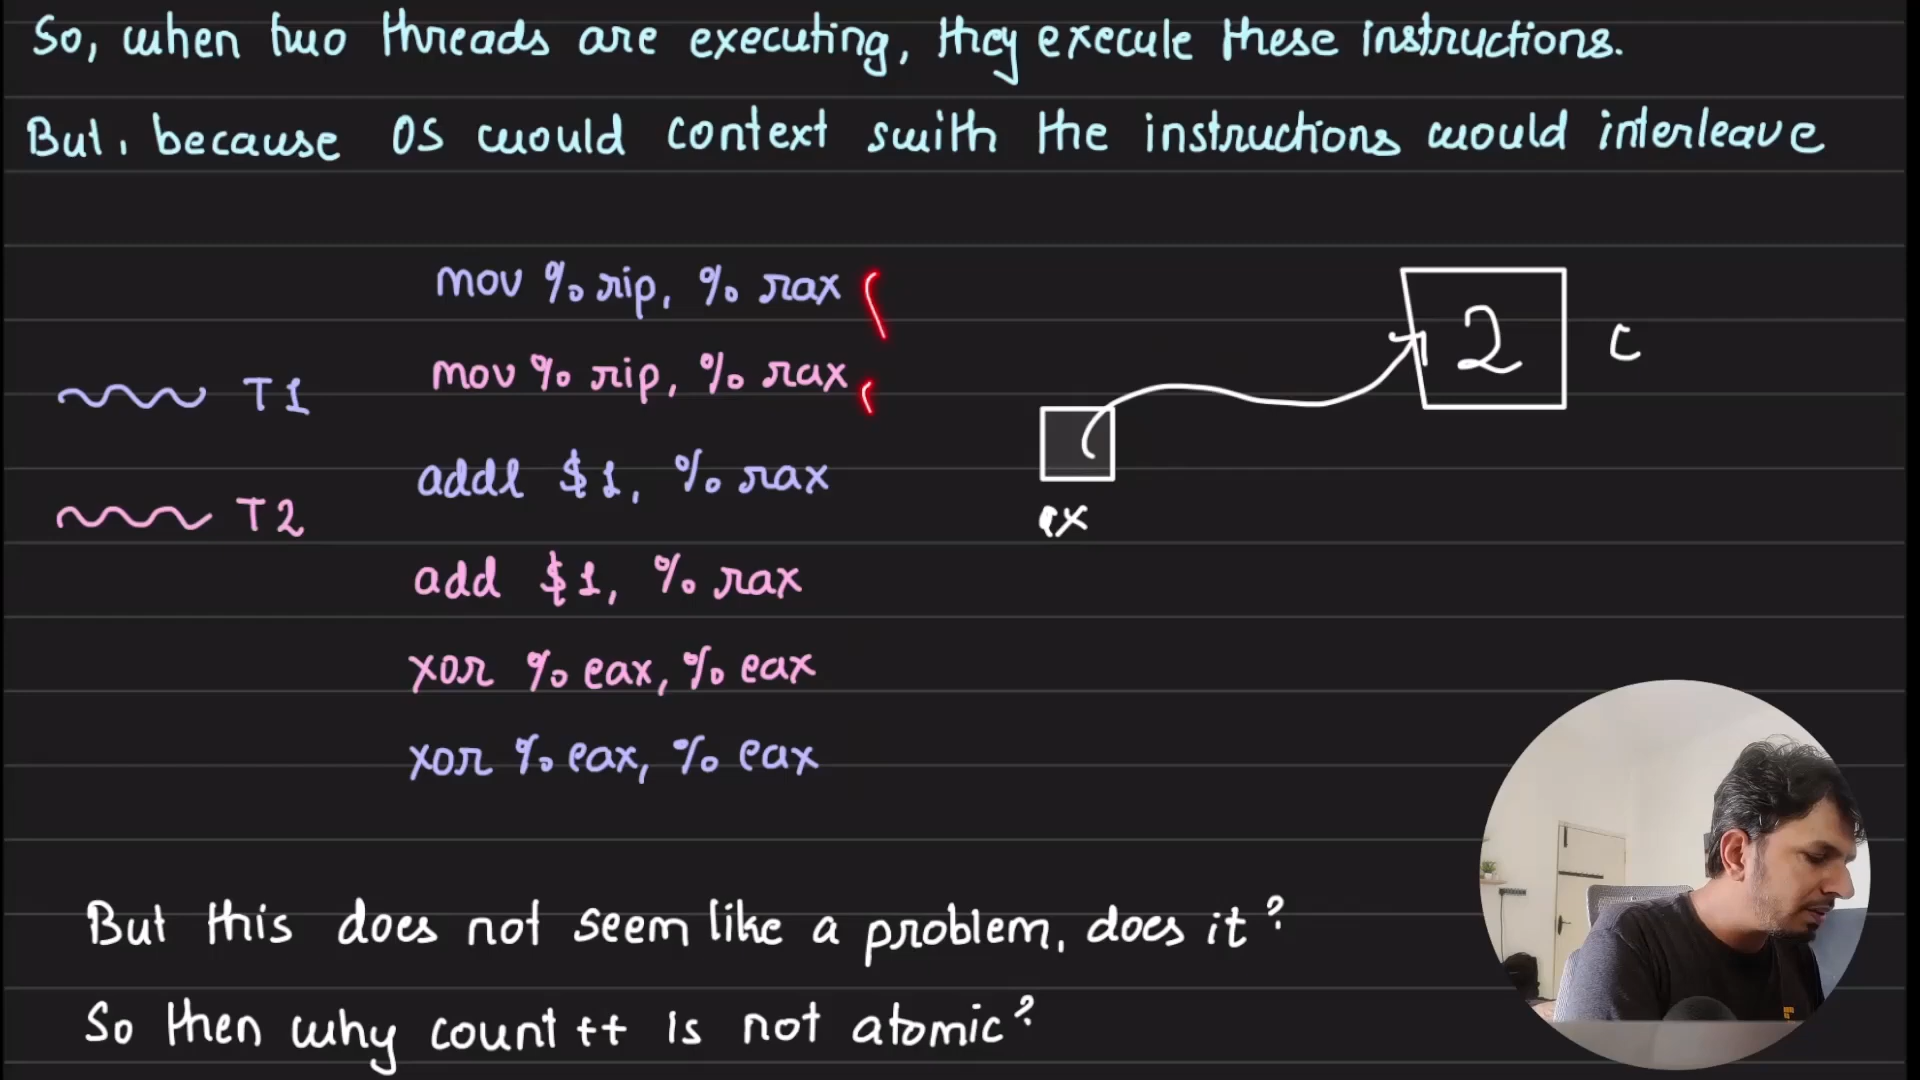 So, when two threads are executing, they execute these instructions.
But, because OS would context swith the instructions would interleave
mov % rip, % rax
mov % rip, % rax
T1
addl $1, % rax
T2
add $1, % rax
xor % eax, % eax
xor % eax, % eax
2 c
ex
But this does not seem like a problem, does it?
So then why count ++ is not atomic?